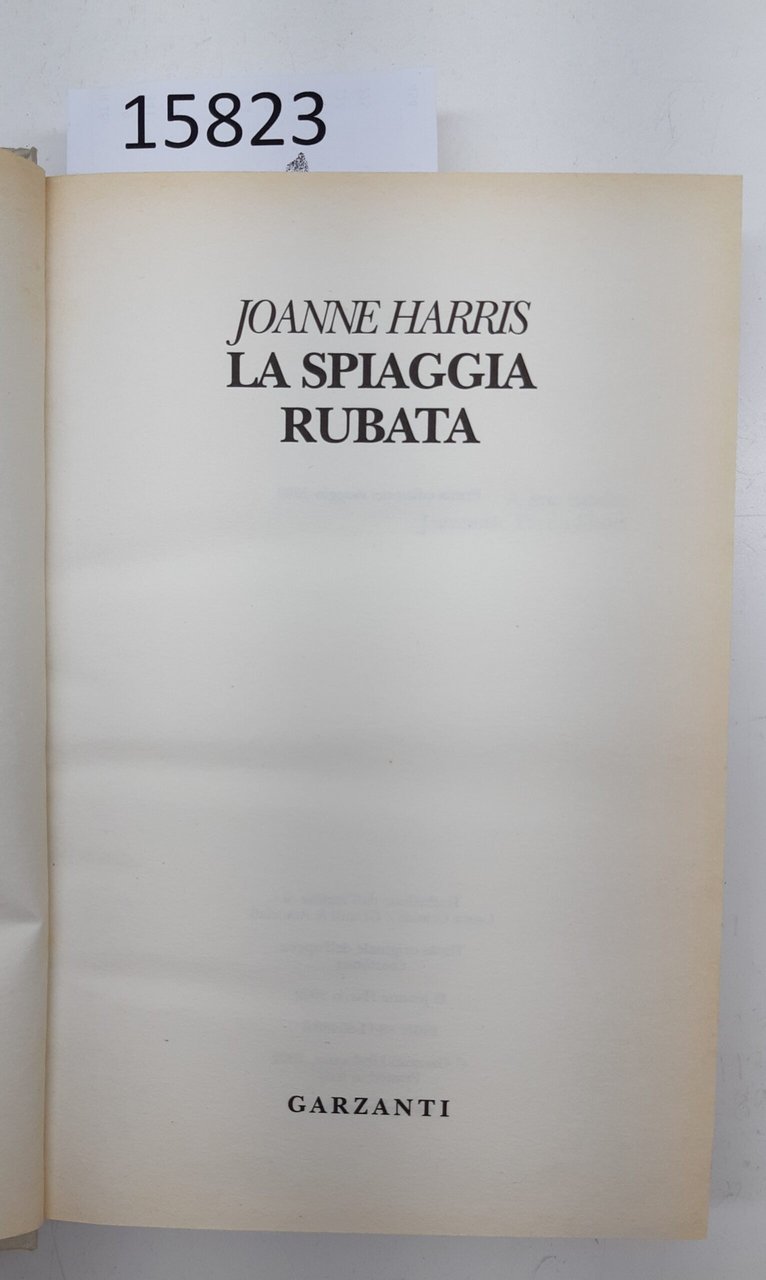 15823
JOANNE HARRIS
LA SPIAGGIA
RUBATA
GARZANTI